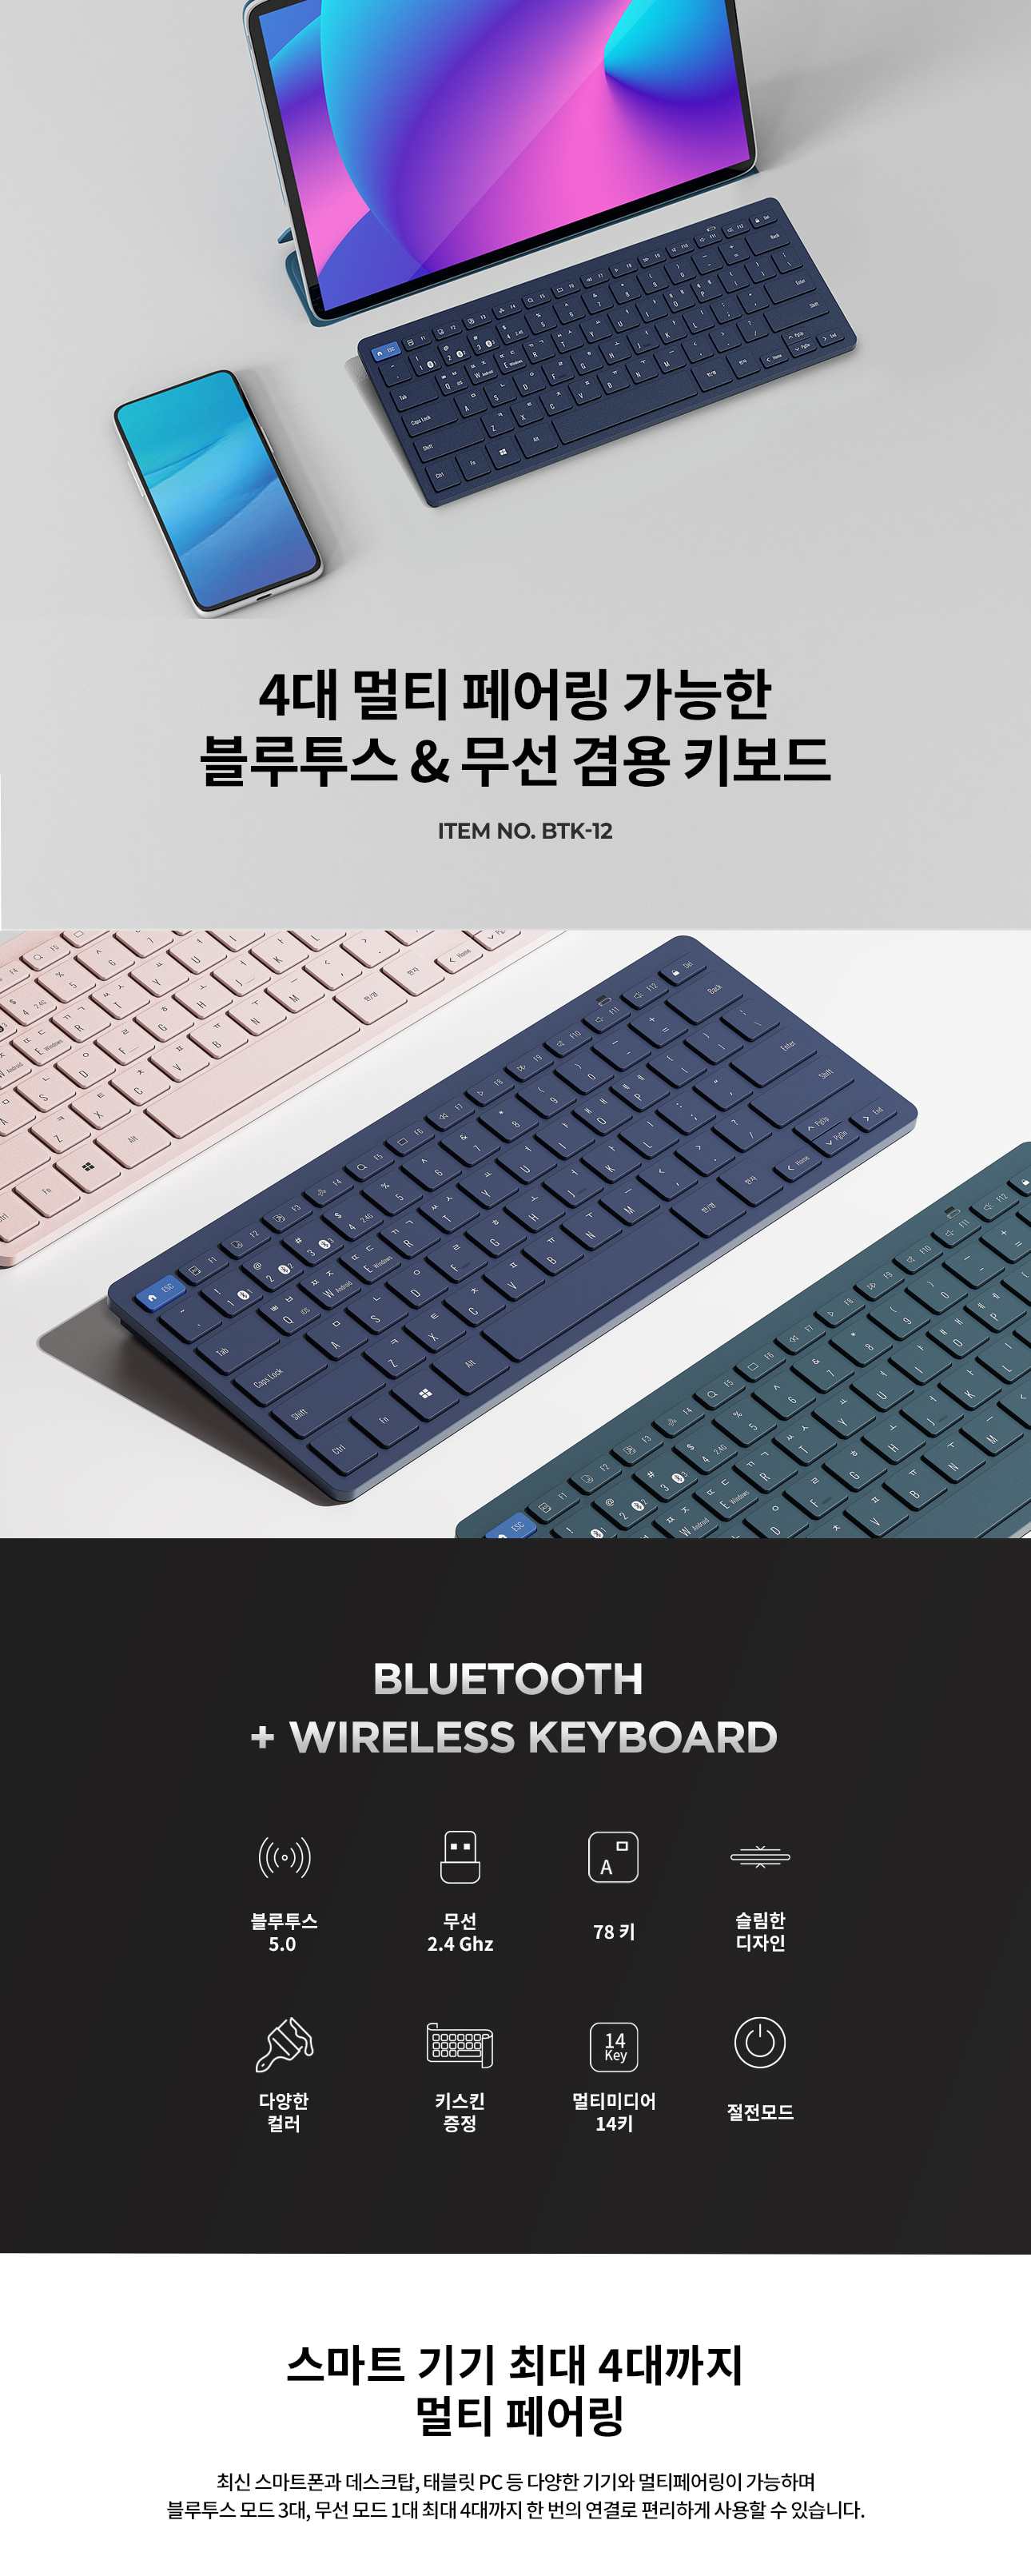 4대 멀티 페어링 가능한
블루투스 & 무선 겸용 키보드
ITEM NO. BTK-12
BLUETOOTH
+ WIRELESS KEYBOARD
블루투스
5.0
무선
2.4 Ghz
A
78 키
슬림한
디자인
다양한
컬러
키스킨
증정
14
Key
멀티미디어
14키
절전모드
스마트 기기 최대 4대까지
멀티 페어링
최신 스마트폰과 데스크탑, 태블릿 PC 등 다양한 기기와 멀티페어링이 가능하며
블루투스 모드 3대, 무선 모드 1대 최대 4대까지 한 번의 연결로 편리하게 사용할 수 있습니다.